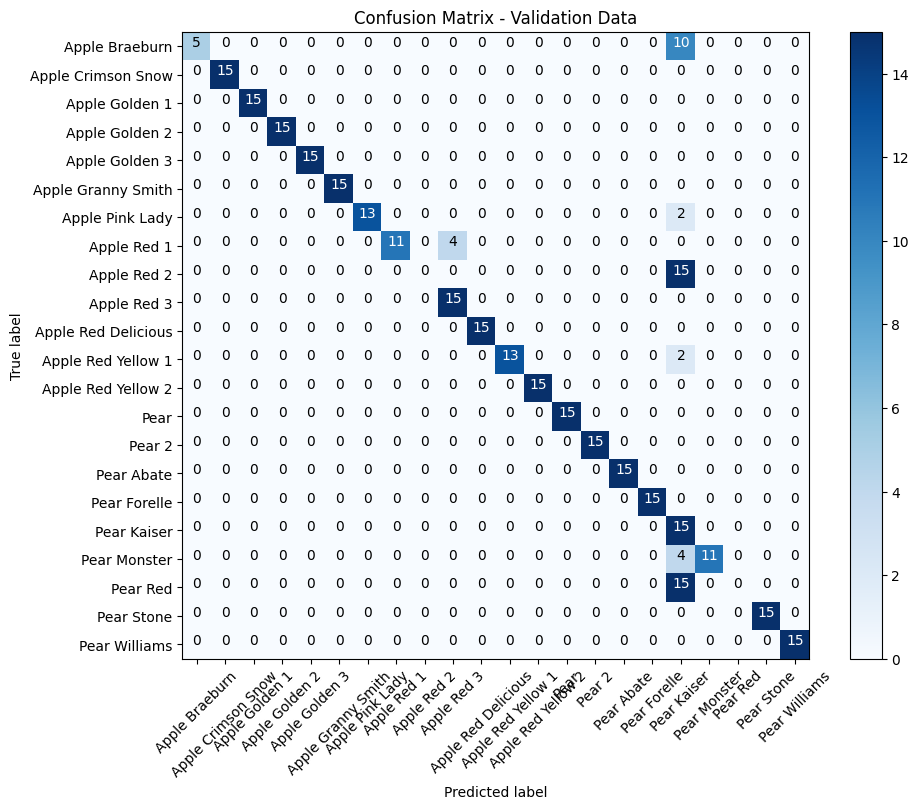 Confusion Matrix - Validation Data
Apple Braeburn 5 0 0 0 0 0 0 0 0 0 0 0 0 0 0 0 0 10 0 0 0 0
Apple Crimson Snow 0 15 0 0 0 0 0 0 0 0 0 0 0 0 0 0 0 0 0 0 0 0
Apple Golden 1 0 0 15 0 0 0 0 0 0 0 0 0 0 0 0 0 0 0 0 0 0 0
Apple Golden 2 0 0 0 15 0 0 0 0 0 0 0 0 0 0 0 0 0 0 0 0 0 0
Apple Golden 3 0 0 0 0 15 0 0 0 0 0 0 0 0 0 0 0 0 0 0 0 0 0
Apple Granny Smith 0 0 0 0 0 15 0 0 0 0 0 0 0 0 0 0 0 0 0 0 0 0
Apple Pink Lady 0 0 0 0 0 0 13 0 0 0 0 0 0 0 0 0 0 2 0 0 0 0
Apple Red 1 0 0 0 0 0 0 0 11 0 4 0 0 0 0 0 0 0 0 0 0 0 0
Apple Red 2 0 0 0 0 0 0 0 0 0 0 0 0 0 0 0 0 0 15 0 0 0 0
Apple Red 3 0 0 0 0 0 0 0 0 0 15 0 0 0 0 0 0 0 0 0 0 0 0
Apple Red Delicious 0 0 0 0 0 0 0 0 0 0 15 0 0 0 0 0 0 0 0 0 0 0
Apple Red Yellow 1 0 0 0 0 0 0 0 0 0 0 0 13 0 0 0 0 0 2 0 0 0 0
Apple Red Yellow 2 0 0 0 0 0 0 0 0 0 0 0 0 15 0 0 0 0 0 0 0 0 0
Pear 0 0 0 0 0 0 0 0 0 0 0 0 0 15 0 0 0 0 0 0 0 0
Pear 2 0 0 0 0 0 0 0 0 0 0 0 0 0 0 15 0 0 0 0 0 0 0
Pear Abate 0 0 0 0 0 0 0 0 0 0 0 0 0 0 0 15 0 0 0 0 0 0
Pear Forelle 0 0 0 0 0 0 0 0 0 0 0 0 0 0 0 0 15 0 0 0 0 0
Pear Kaiser 0 0 0 0 0 0 0 0 0 0 0 0 0 0 0 0 0 15 0 0 0 0
Pear Monster 0 0 0 0 0 0 0 0 0 0 0 0 0 0 0 0 0 4 11 0 0 0
Pear Red 0 0 0 0 0 0 0 0 0 0 0 0 0 0 0 0 0 15 0 0 0 0
Pear Stone 0 0 0 0 0 0 0 0 0 0 0 0 0 0 0 0 0 0 0 0 15 0
Pear Williams 0 0 0 0 0 0 0 0 0 0 0 0 0 0 0 0 0 0 0 0 0 15
True label
Apple Braeburn
Apple Crimson Snow
Apple Golden 1
Apple Golden 2
Apple Golden 3
Apple Granny Smith
Apple Pink Lady
Apple Red 1
Apple Red 2
Apple Red 3
Apple Red Delicious
Apple Red Yellow 1
Apple Red Yellow 2
Pear
Pear 2
Pear Abate
Pear Forelle
Pear Kaiser
Pear Monster
Pear Red
Pear Stone
Pear Williams
Predicted label
14
12
10
8
6
4
2
0